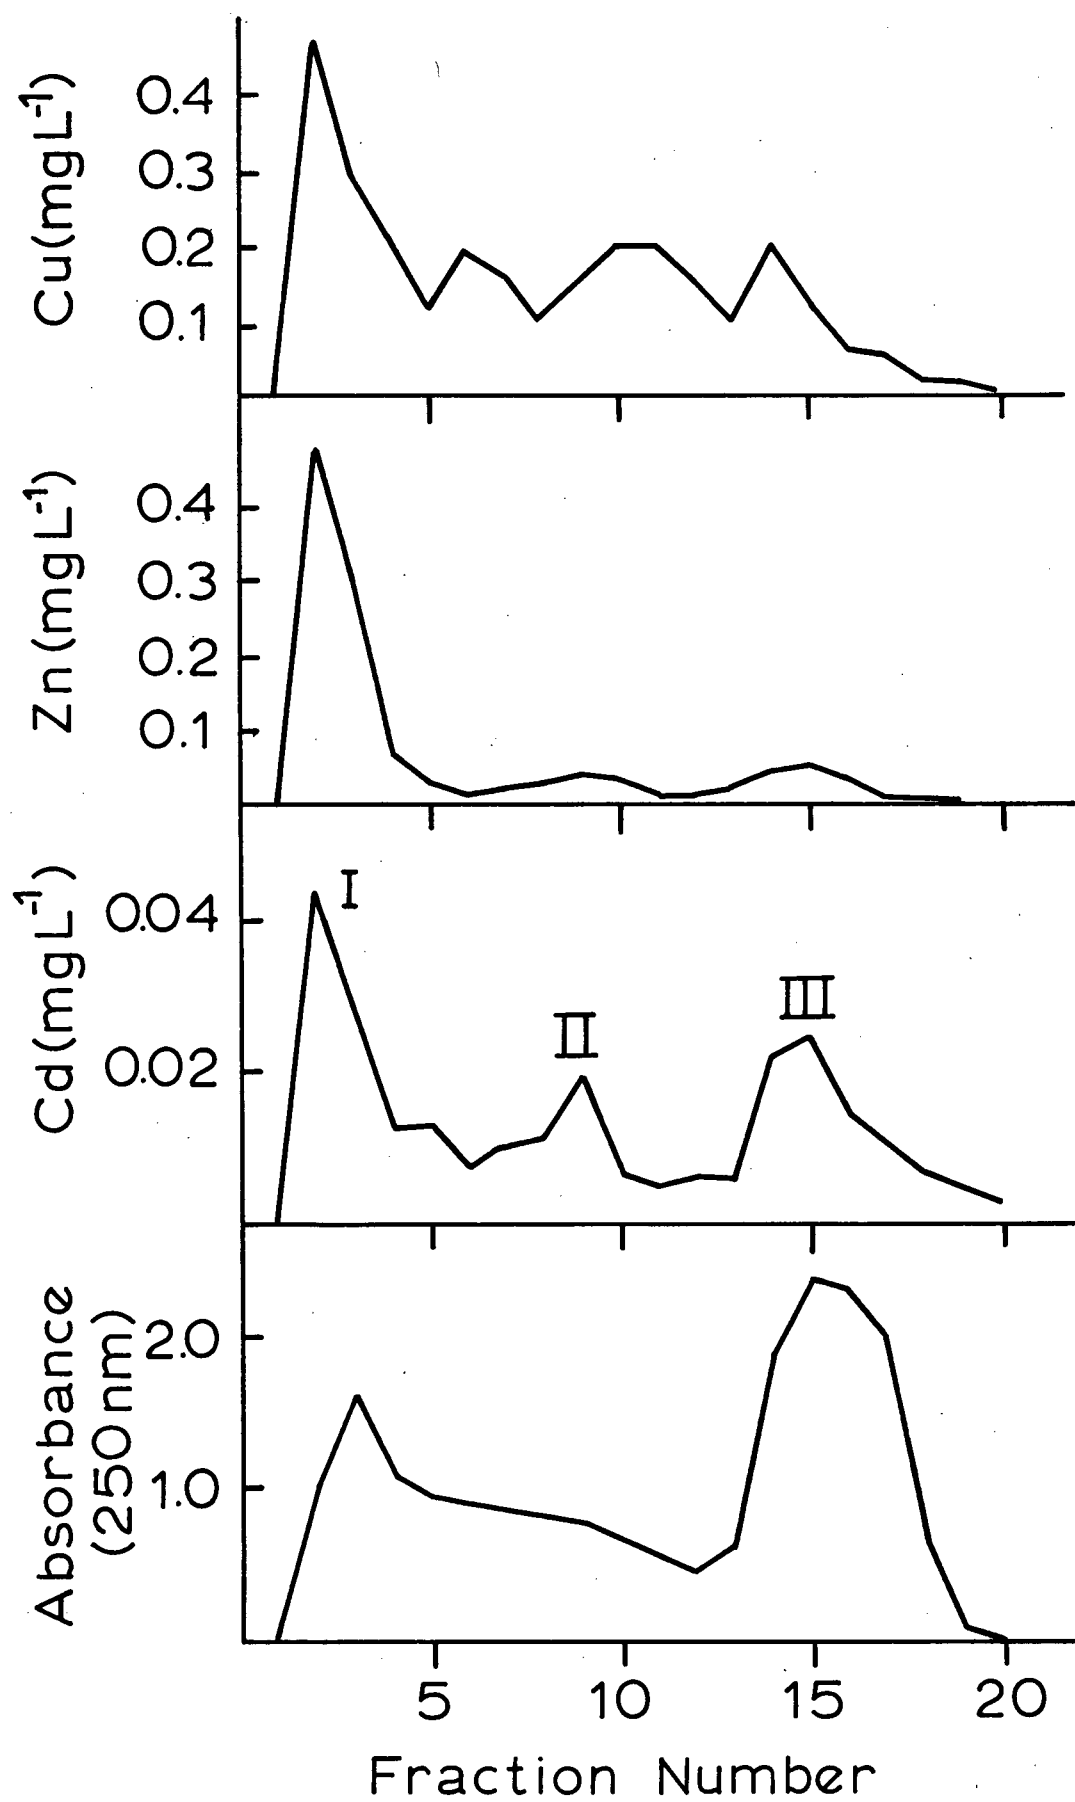 Cu(mgL⁻¹)
0.4
0.3
0.2
0.1
Zn(mgL⁻¹)
0.4
0.3
0.2
0.1
Cd(mgL⁻¹)
0.04
0.02
I
II
III
Absorbance
(250nm)
2.0
1.0
5 10 15 20
Fraction Number